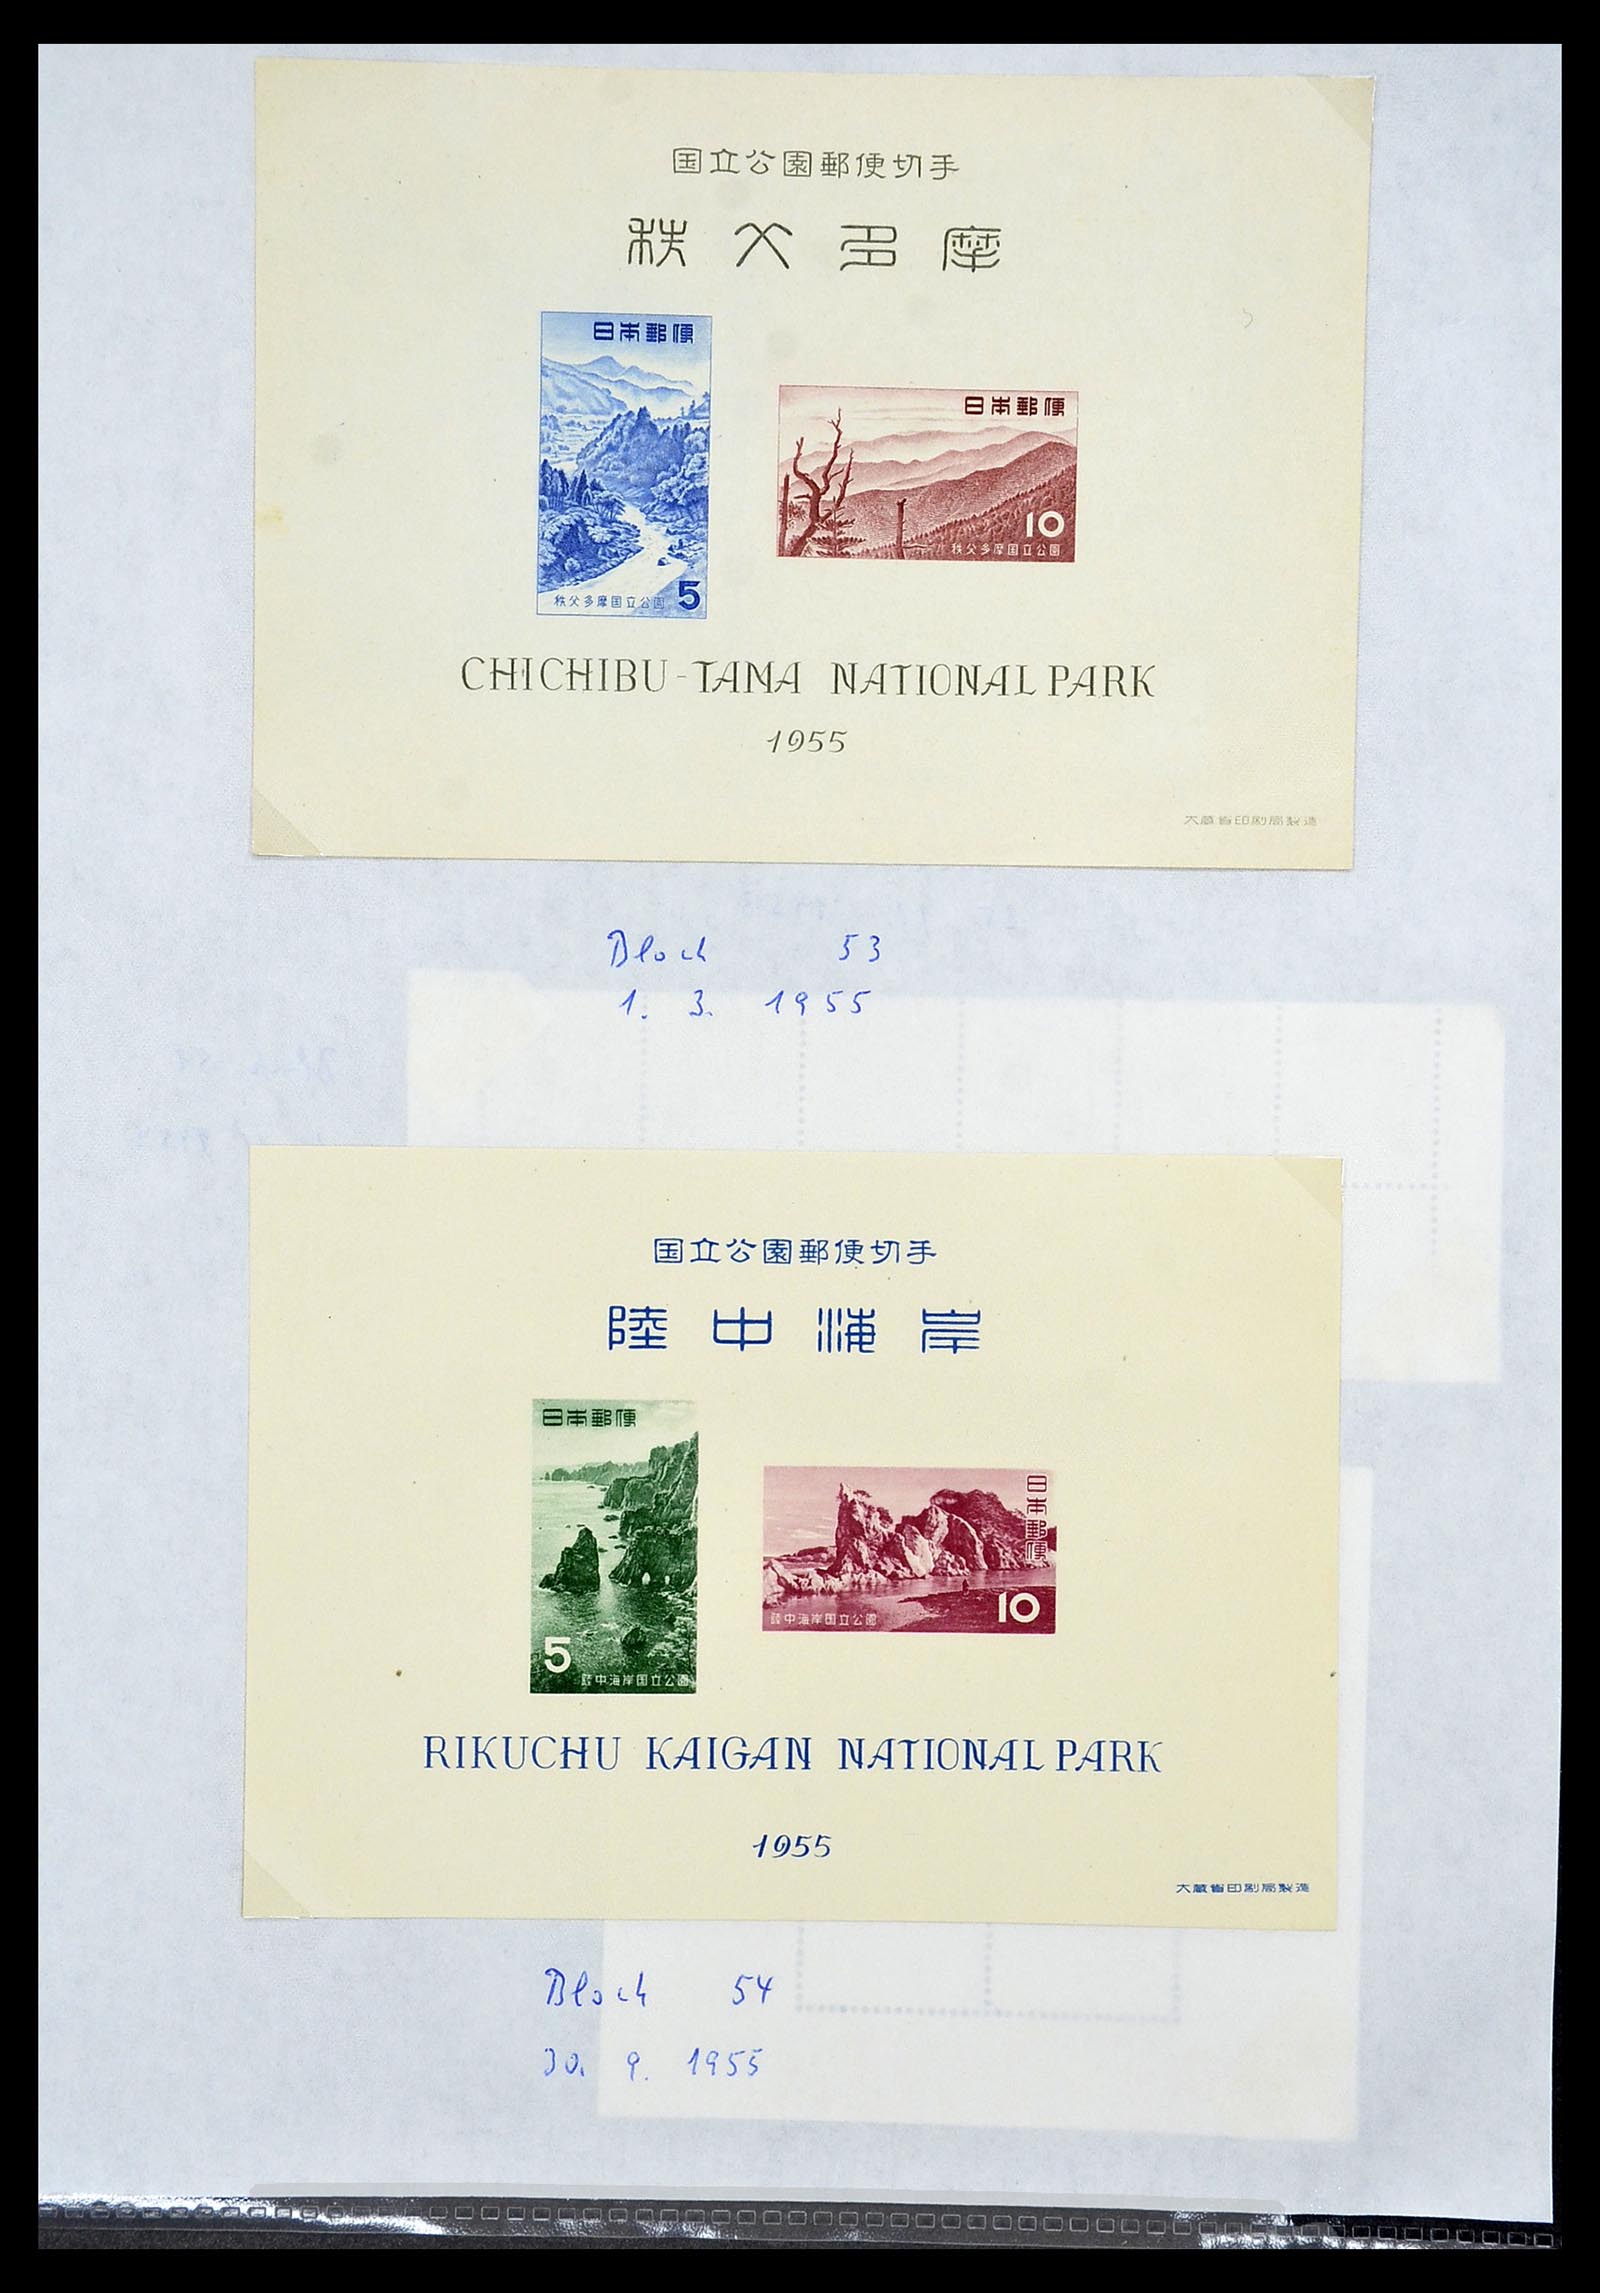 国立公園郵便切手
秩父多摩
日本郵便
秩父多摩国立公園 5
日本郵便
10
秩父多摩国立公園
CHICHIBU-TAMA NATIONAL PARK
1955
大蔵省印刷局製造
Block 53
1. 3. 1955
国立公園郵便切手
陸中海岸
日本郵便
5
陸中海岸国立公園
日本郵便
10
陸中海岸国立公園
RIKUCHU KAIGAN NATIONAL PARK
1955
大蔵省印刷局製造
Block 54
30. 9. 1955